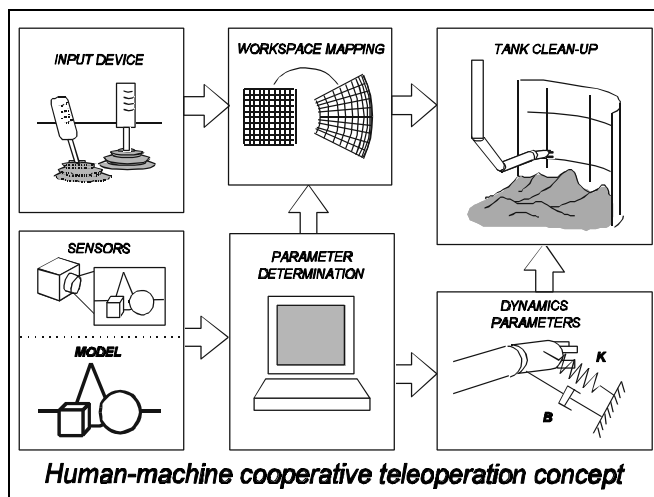 INPUT DEVICE
WORKSPACE MAPPING
TANK CLEAN-UP
SENSORS
MODEL
PARAMETER
DETERMINATION
DYNAMICS
PARAMETERS
K
B
Human-machine cooperative teleoperation concept